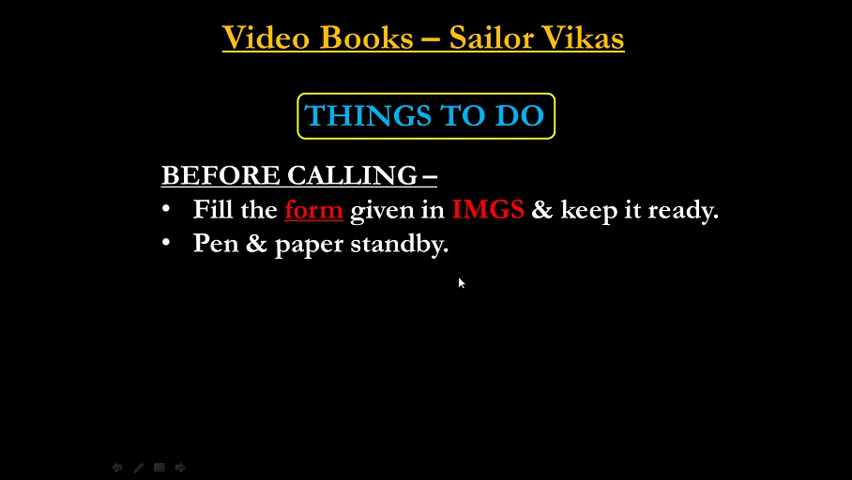 Video Books – Sailor Vikas
THINGS TO DO
BEFORE CALLING –
• Fill the form given in IMGS & keep it ready.
• Pen & paper standby.